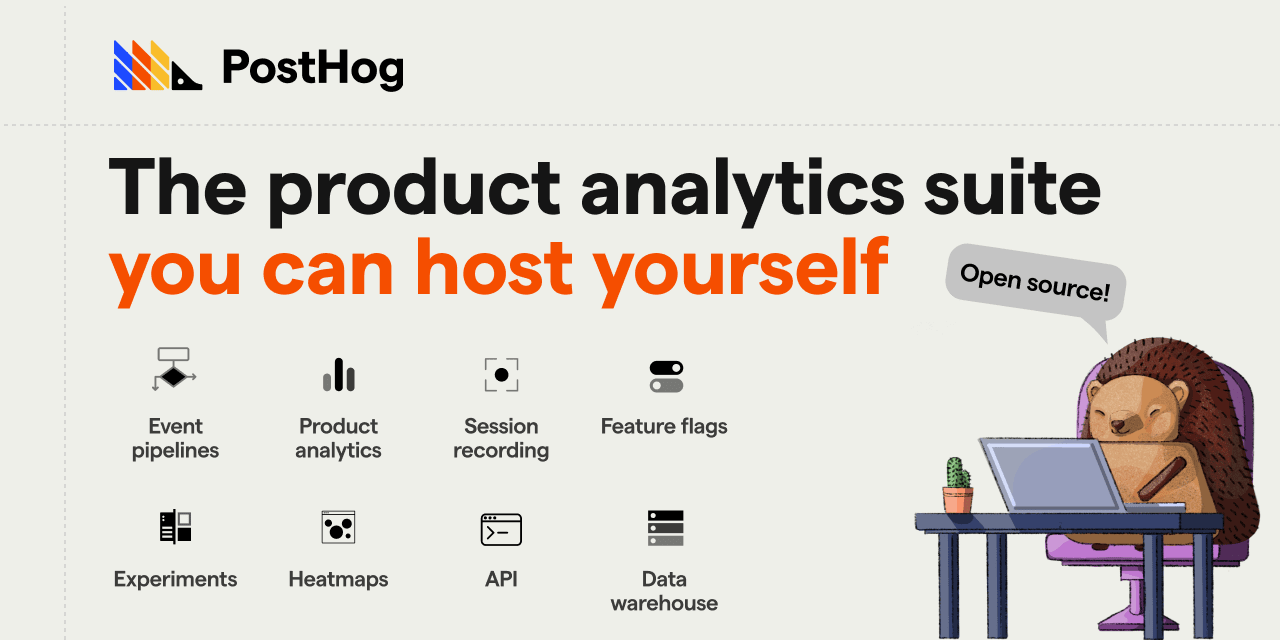 PostHog
The product analytics suite
you can host yourself
Open source!
Event
pipelines
Product
analytics
Session
recording
Feature flags
Experiments
Heatmaps
API
Data
warehouse